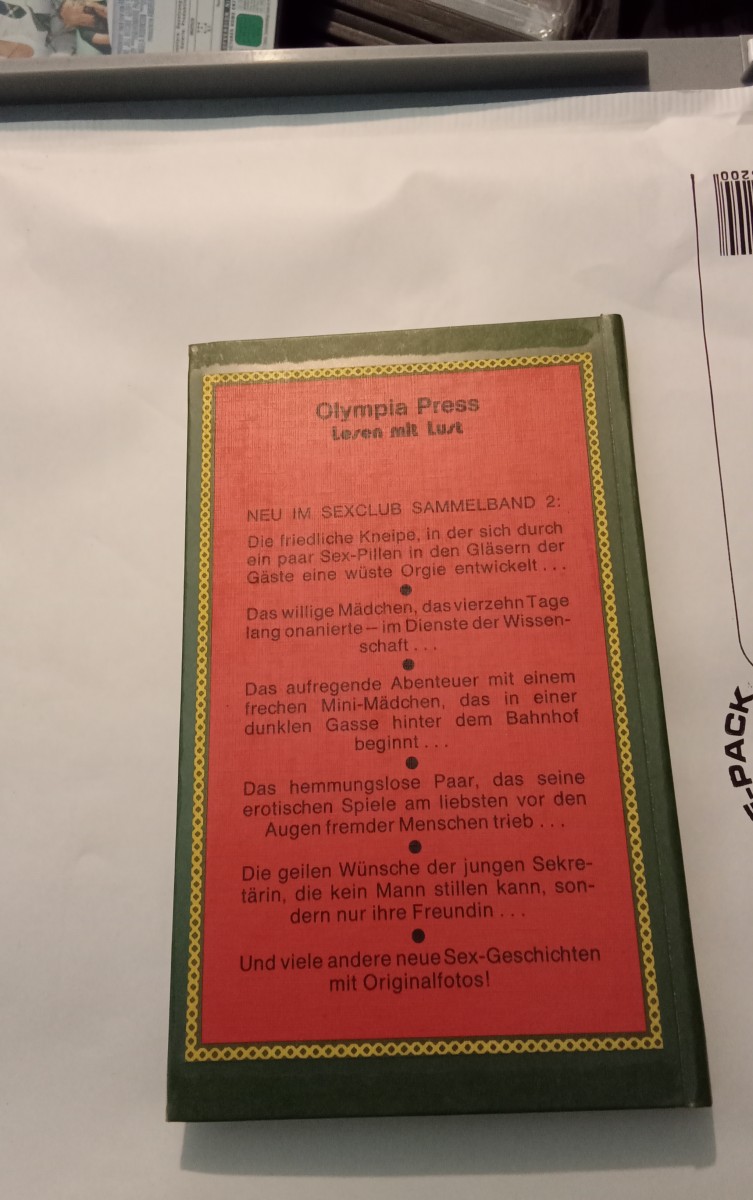 Olympia Press
Lesen mit Lust
NEU IM SEXCLUB SAMMELBAND 2:
Die friedliche Kneipe, in der sich durch
ein paar Sex-Pillen in den Gläsern der
Gäste eine wüste Orgie entwickelt...
Das willige Mädchen, das vierzehn Tage
lang onanierte – im Dienste der Wissen-
schaft...
Das aufregende Abenteuer mit einem
frechen Mini-Mädchen, das in einer
dunklen Gasse hinter dem Bahnhof
beginnt...
Das hemmungslose Paar, das seine
erotischen Spiele am liebsten vor den
Augen fremder Menschen trieb...
Die geilen Wünsche der jungen Sekre-
tärin, die kein Mann stillen kann, son-
dern nur ihre Freundin...
Und viele andere neue Sex-Geschichten
mit Originalfotos!
-PACK